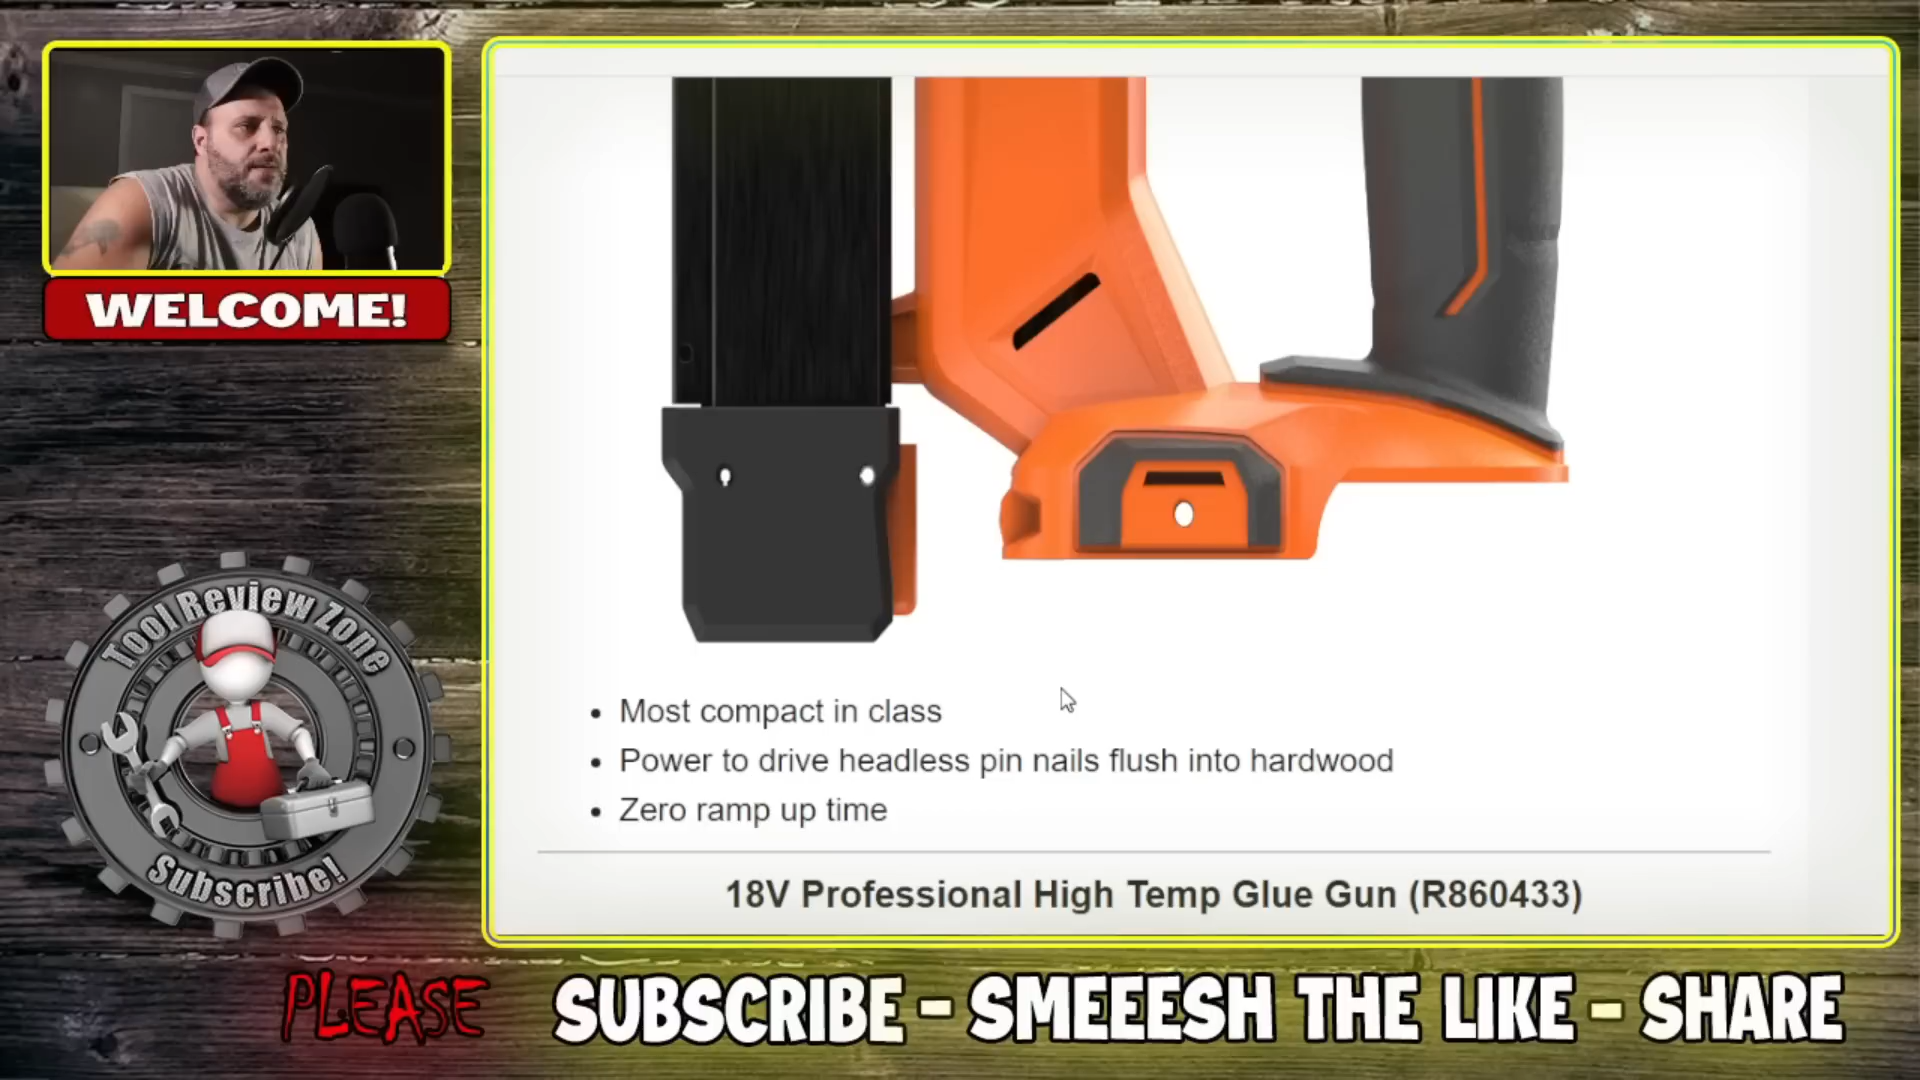 WELCOME!
Tool Review Zone
Subscribe!
Most compact in class
Power to drive headless pin nails flush into hardwood
Zero ramp up time
18V Professional High Temp Glue Gun (R860433)
PLEASE SUBSCRIBE - SMEEESH THE LIKE - SHARE